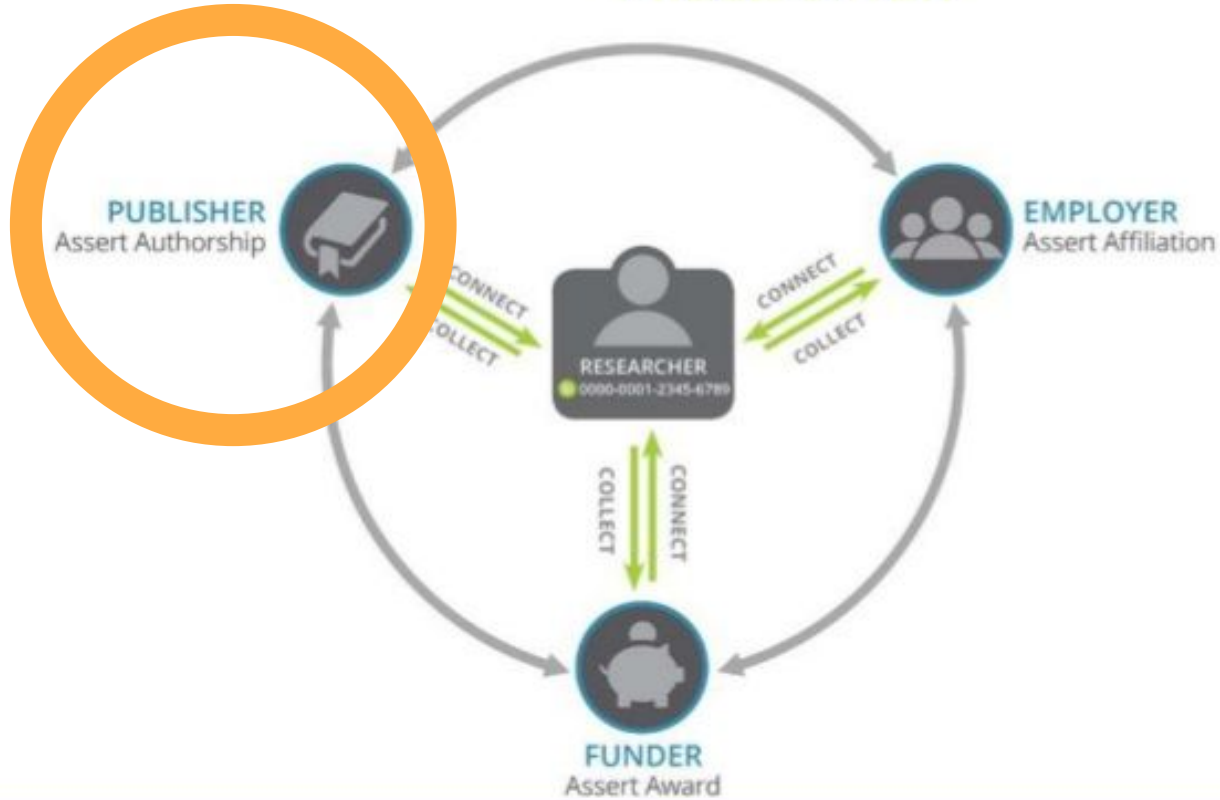 PUBLISHER
Assert Authorship
EMPLOYER
Assert Affiliation
CONNECT
COLLECT
CONNECT
COLLECT
RESEARCHER
iD 0000-0001-2345-6789
COLLECT
CONNECT
FUNDER
Assert Award